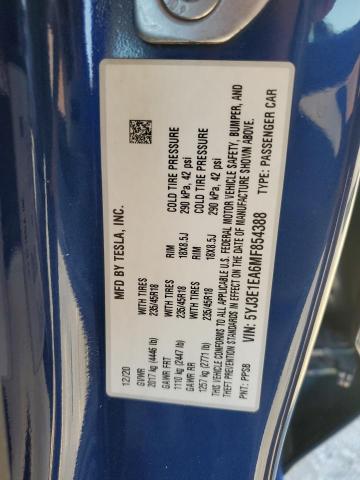 MFD BY TESLA, INC.
12/20
GVWR
2017 kg (4446 lb)
GAWR FRT WITH TIRES RIM COLD TIRE PRESSURE
1110 kg (2447 lb) 235/45R18 18X8.5J 290 kPa, 42 psi
GAWR RR WITH TIRES RIM COLD TIRE PRESSURE
1257 kg (2771 lb) 235/45R18 18X8.5J 290 kPa, 42 psi
THIS VEHICLE CONFORMS TO ALL APPLICABLE U.S. FEDERAL MOTOR VEHICLE SAFETY, BUMPER, AND
THEFT PREVENTION STANDARDS IN EFFECT ON THE DATE OF MANUFACTURE SHOWN ABOVE.
VIN: 5YJ3E1EA6MF854388 TYPE: PASSENGER CAR
PNT: PPSB